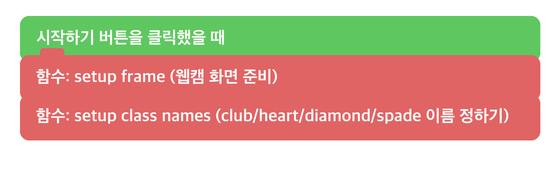 시작하기 버튼을 클릭했을 때
함수: setup frame (웹캠 화면 준비)
함수: setup class names (club/heart/diamond/spade 이름 정하기)